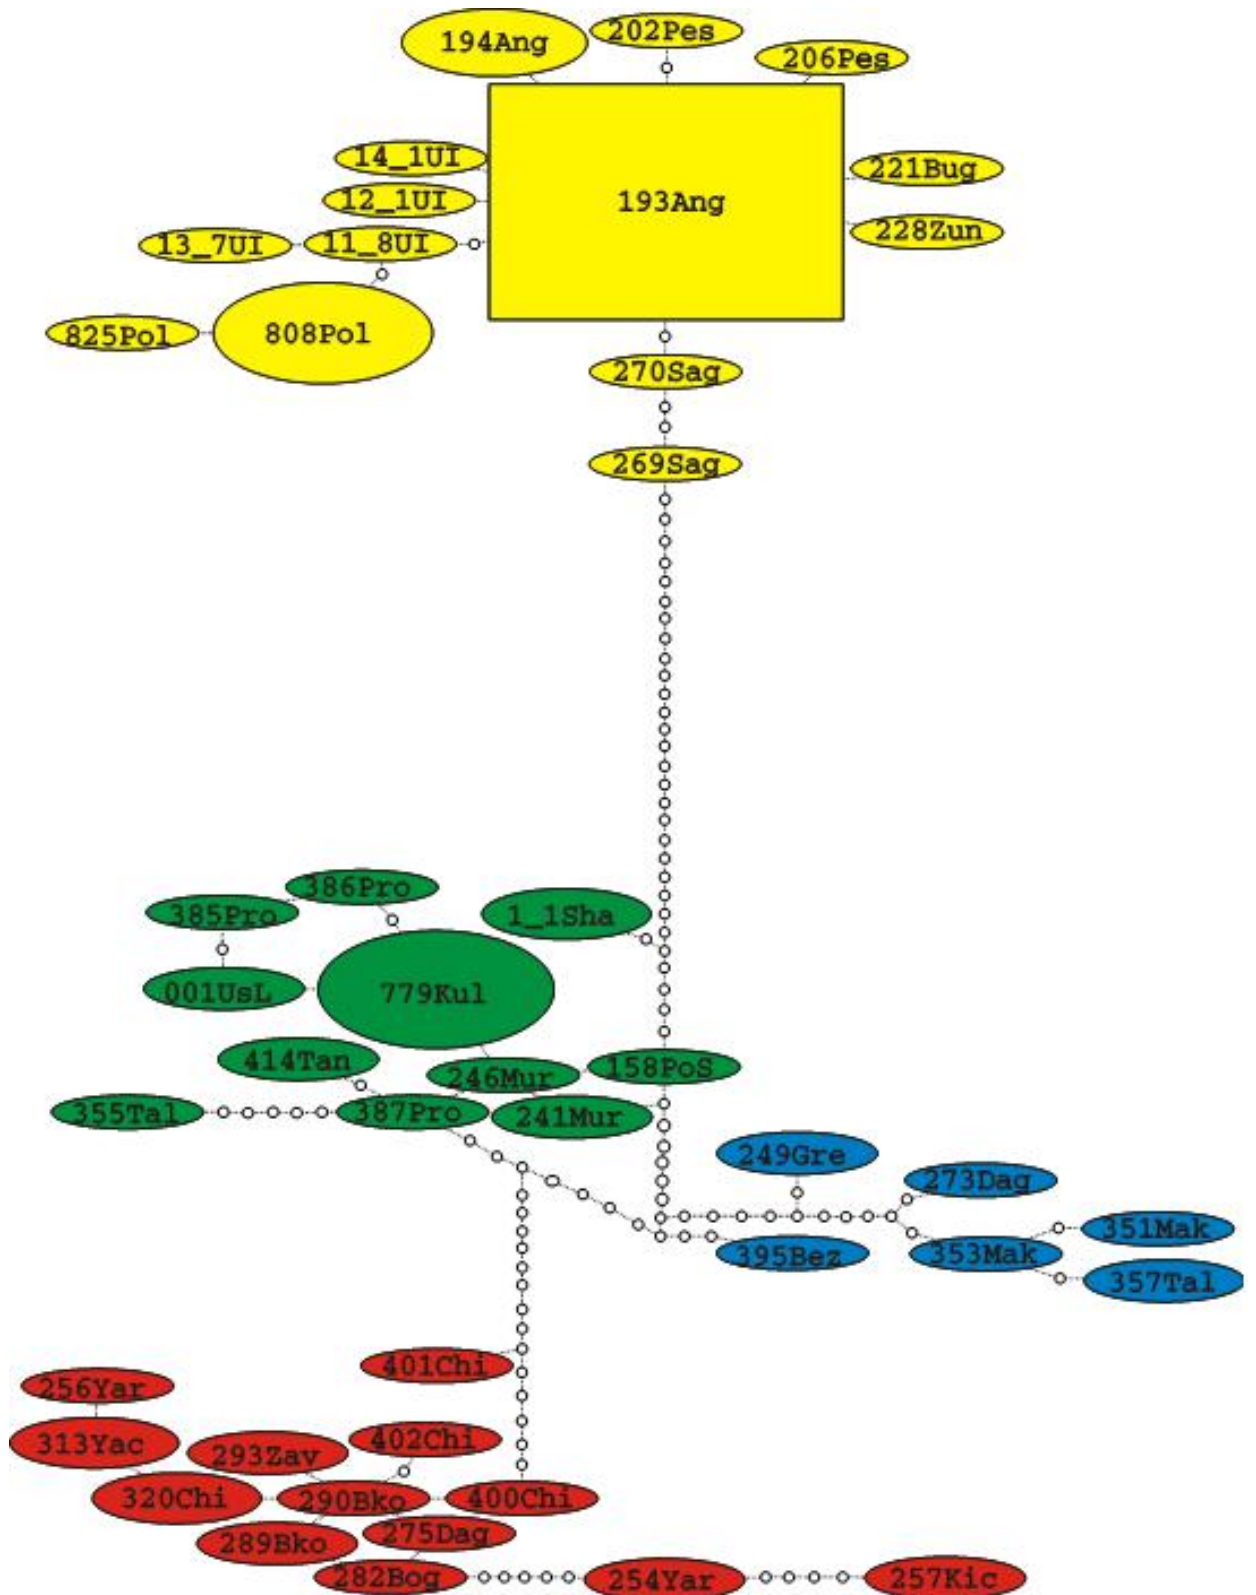 194Ang
202Pes
206Pes
14_1UI
12_1UI
13_7UI
11_8UI
193Ang
221Bug
228Zun
825Pol
808Pol
270Sag
269Sag
386Pro
385Pro
1_1Sha
001UsL
779Kul
414Tan
246Mur
158PoS
355Tal
387Pro
241Mur
249Gre
273Dag
351Mak
395Bez
353Mak
357Tal
401Chi
256Yar
313Yac
293Zav
402Chi
320Chi
290Bko
400Chi
289Bko
275Dag
282Bog
254Yar
257Kic